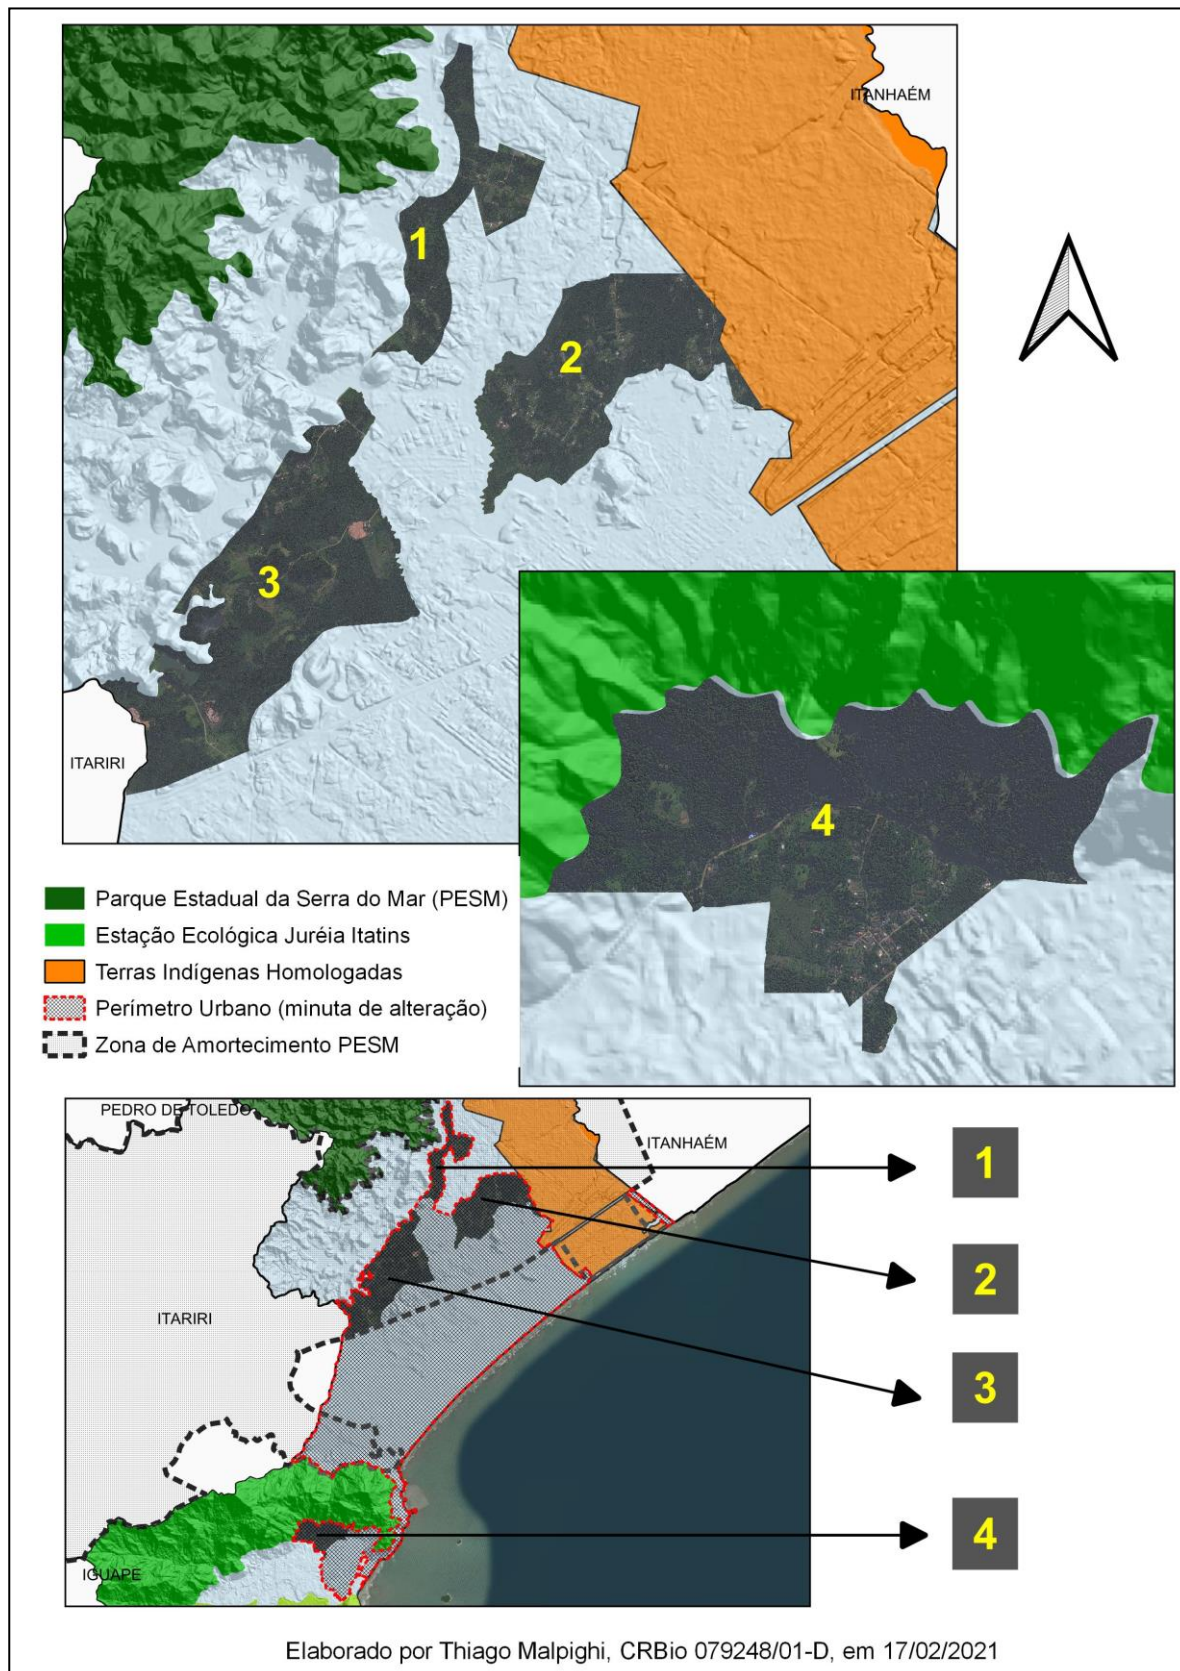 ITANHAÉM
1
2
3
ITARIRI
4
Parque Estadual da Serra do Mar (PESM)
Estação Ecológica Juréia Itatins
Terras Indígenas Homologadas
Perímetro Urbano (minuta de alteração)
Zona de Amortecimento PESM
PEDRO DE TOLEDO
ITANHAÉM
ITARIRI
IGUAPE
1
2
3
4
Elaborado por Thiago Malpighi, CRBio 079248/01-D, em 17/02/2021